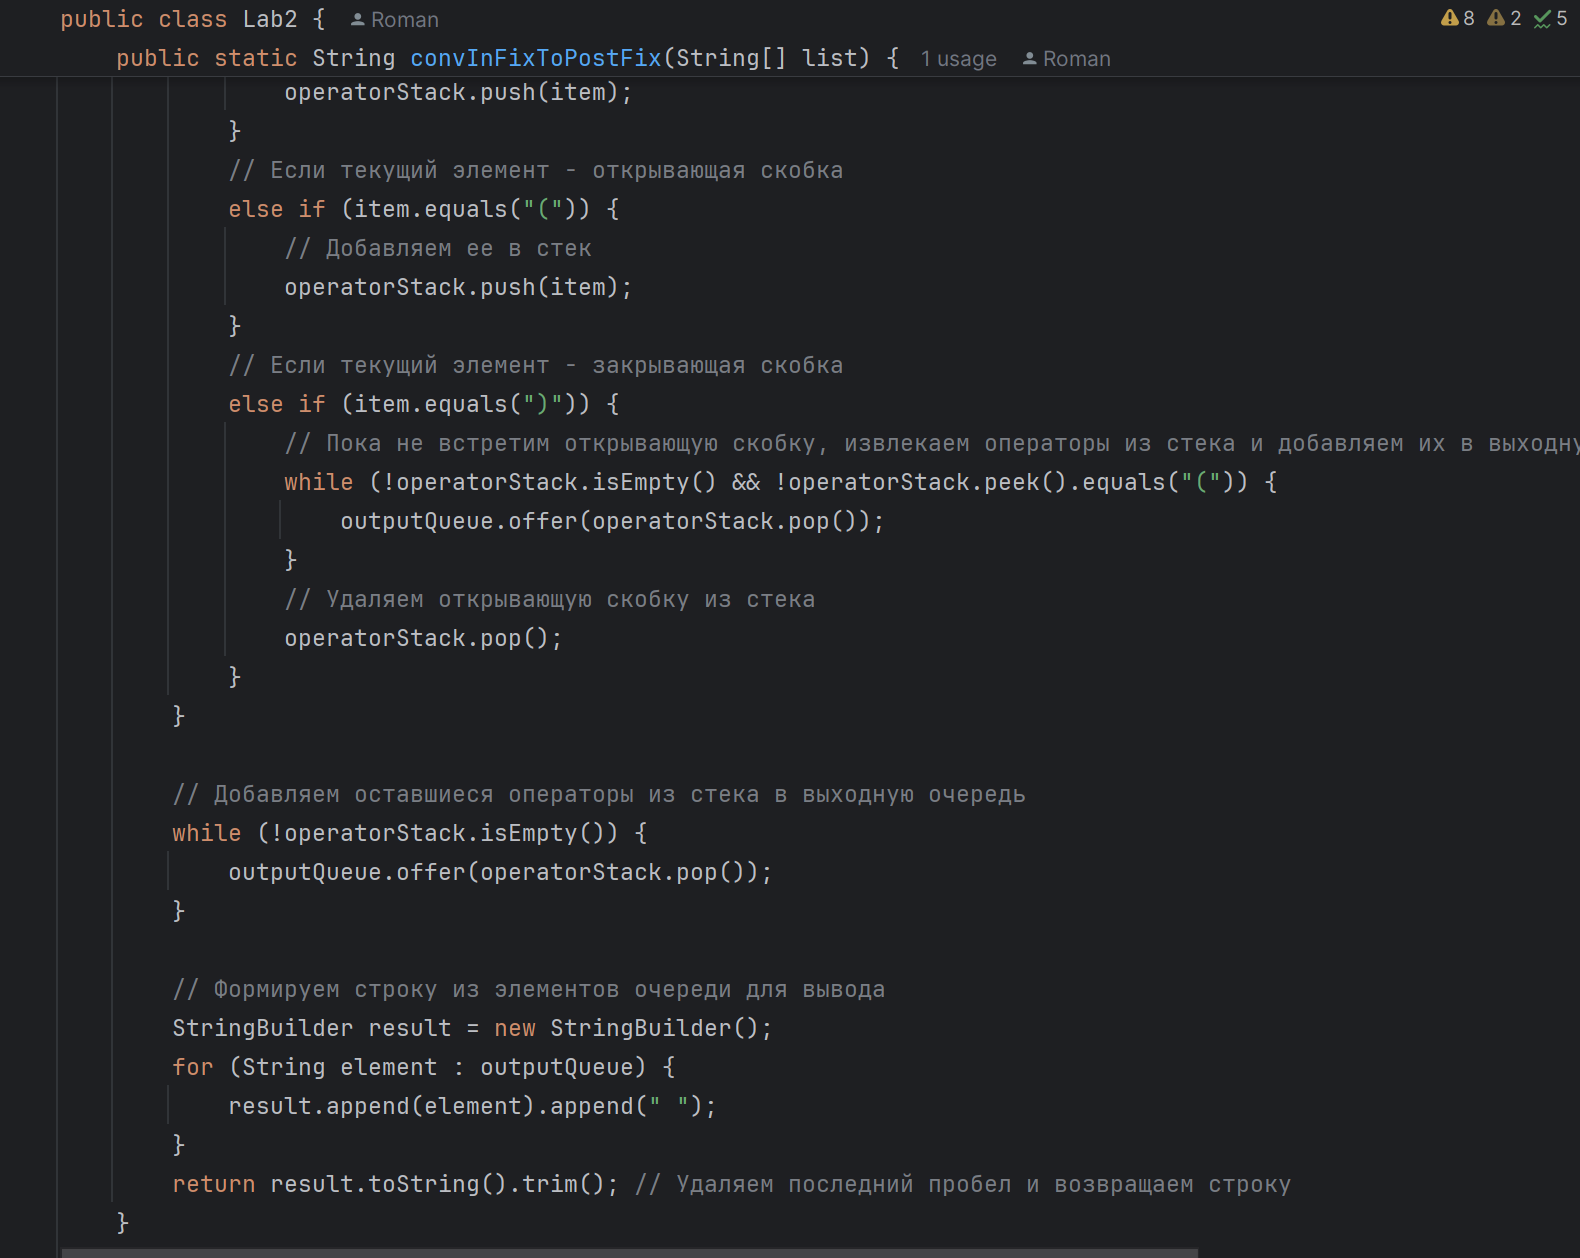 public class Lab2 { Roman 8 2 5
public static String convInFixToPostFix(String[] list) { 1 usage Roman
operatorStack.push(item);
}
// Если текущий элемент - открывающая скобка
else if (item.equals("(")) {
// Добавляем ее в стек
operatorStack.push(item);
}
// Если текущий элемент - закрывающая скобка
else if (item.equals(")")) {
// Пока не встретим открывающую скобку, извлекаем операторы из стека и добавляем их в
while (!operatorStack.isEmpty() && !operatorStack.peek().equals("(")) {
outputQueue.offer(operatorStack.pop());
}
// Удаляем открывающую скобку из стека
operatorStack.pop();
}
}
// Добавляем оставшиеся операторы из стека в выходную очередь
while (!operatorStack.isEmpty()) {
outputQueue.offer(operatorStack.pop());
}
// Формируем строку из элементов очереди для вывода
StringBuilder result = new StringBuilder();
for (String element : outputQueue) {
result.append(element).append(" ");
}
return result.toString().trim(); // Удаляем последний пробел и возвращаем строку
}